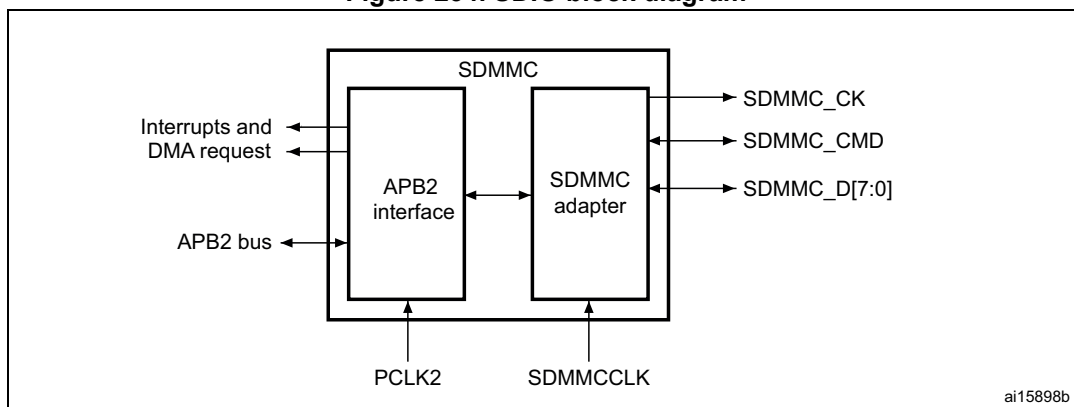 SDMMC
Interrupts and
DMA request
APB2 bus
APB2
interface
SDMMC
adapter
SDMMC_CK
SDMMC_CMD
SDMMC_D[7:0]
PCLK2
SDMMCCLK
ai15898b